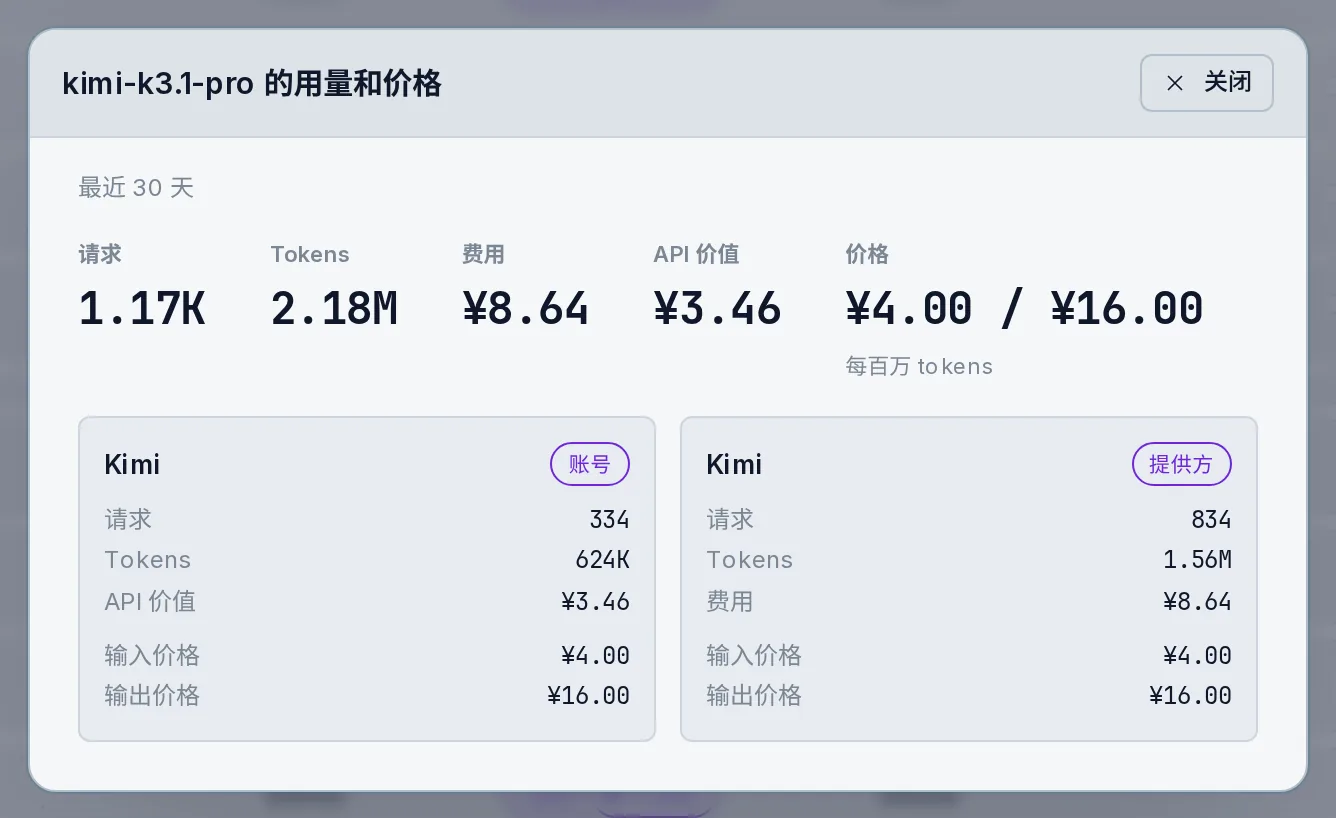 kimi-k3.1-pro 的用量和价格
关闭
最近 30 天
请求 Tokens 费用 API 价值 价格
1.17K 2.18M ¥8.64 ¥3.46 ¥4.00 / ¥16.00
每百万 tokens
Kimi 账号
请求 334
Tokens 624K
API 价值 ¥3.46
输入价格 ¥4.00
输出价格 ¥16.00
Kimi 提供方
请求 834
Tokens 1.56M
费用 ¥8.64
输入价格 ¥4.00
输出价格 ¥16.00